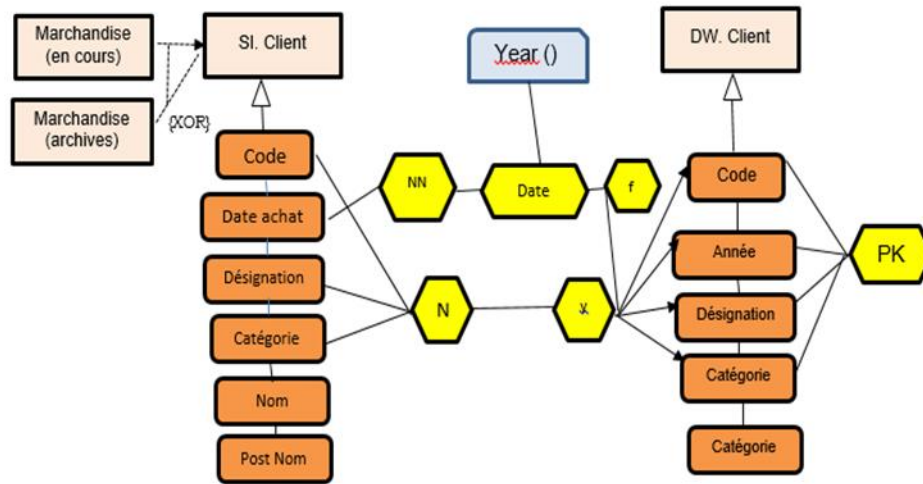 Marchandise
(en cours)
SI. Client
Year ()
DW. Client
Marchandise
(archives)
{XOR}
Code
NN
Date
f
Code
Date achat
Année
PK
Désignation
N
Désignation
Catégorie
Catégorie
Nom
Catégorie
Post Nom